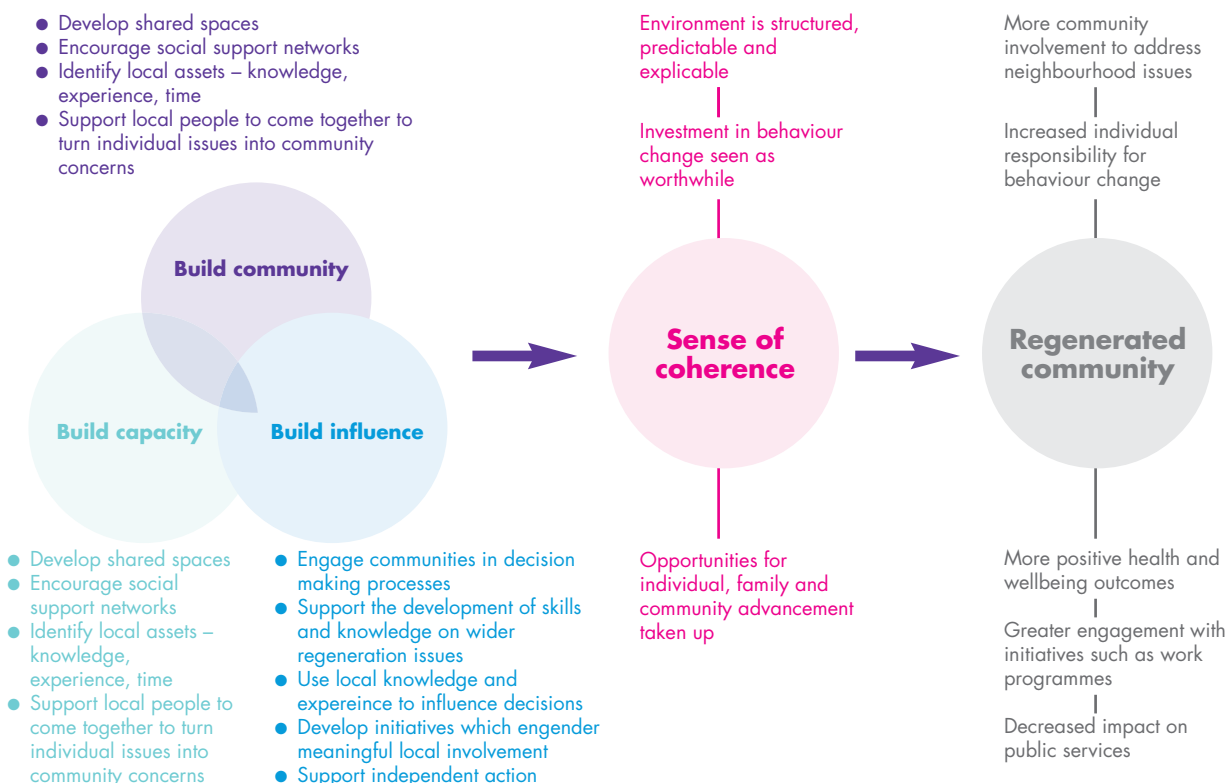 ● Develop shared spaces
● Encourage social support networks
● Identify local assets – knowledge,
experience, time
● Support local people to come together to
turn individual issues into community
concerns
Build community
Build capacity
Build influence
● Develop shared spaces
● Encourage social
support networks
● Identify local assets –
knowledge,
experience, time
● Support local people to
come together to turn
individual issues into
community concerns
● Engage communities in decision
making processes
● Support the development of skills
and knowledge on wider
regeneration issues
● Use local knowledge and
expereince to influence decisions
● Develop initiatives which engender
meaningful local involvement
● Support independent action
Environment is structured,
predictable and
explicable
Investment in behaviour
change seen as
worthwhile
Sense of
coherence
Opportunities for
individual, family and
community advancement
taken up
More community
involvement to address
neighbourhood issues
Increased individual
responsibility for
behaviour change
Regenerated
community
More positive health and
wellbeing outcomes
Greater engagement with
initiatives such as work
programmes
Decreased impact on
public services